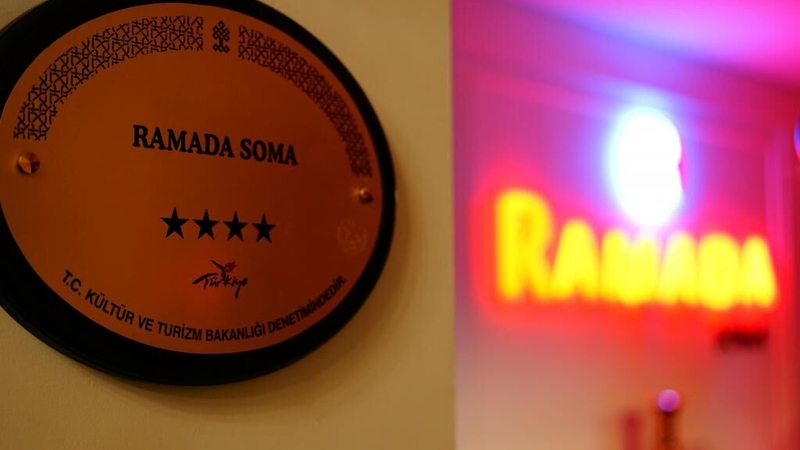 RAMADA SOMA
★★★★
Türkiye
T.C. KÜLTÜR VE TURİZM BAKANLIĞI DENETİMİNDEDİR.
RAMADA